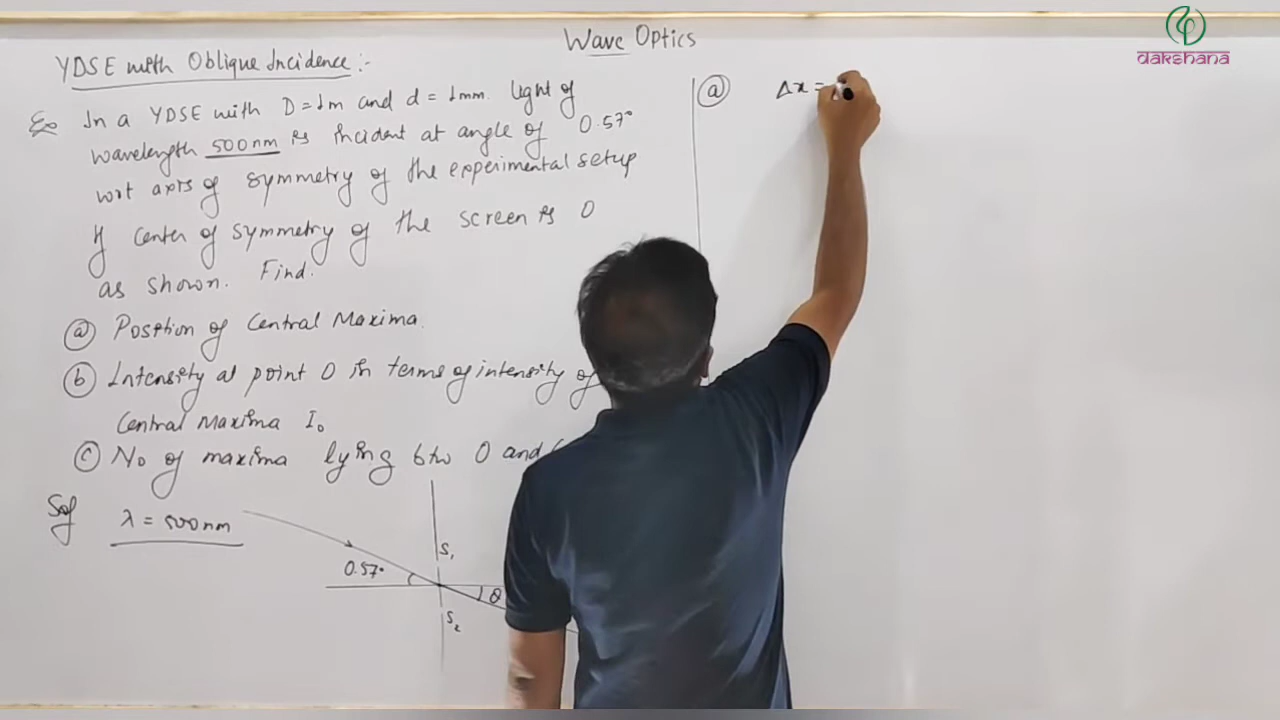 Wave Optics
dakshana
YDSE with Oblique Incidence :-
Ex In a YDSE with D = 1m and d = 1mm. light of
wavelength 500nm is incident at angle of 0.57°
wrt axis of symmetry of the experimental setup
If center of symmetry of the screen is O
as shown. Find.
(a) Position of Central Maxima.
(b) Intensity at point O in terms of intensity of
Central Maxima I₀
(c) No of maxima lying btw O and
Sol λ = 500nm
S₁
0.57°
θ
S₂
(a) Δx =